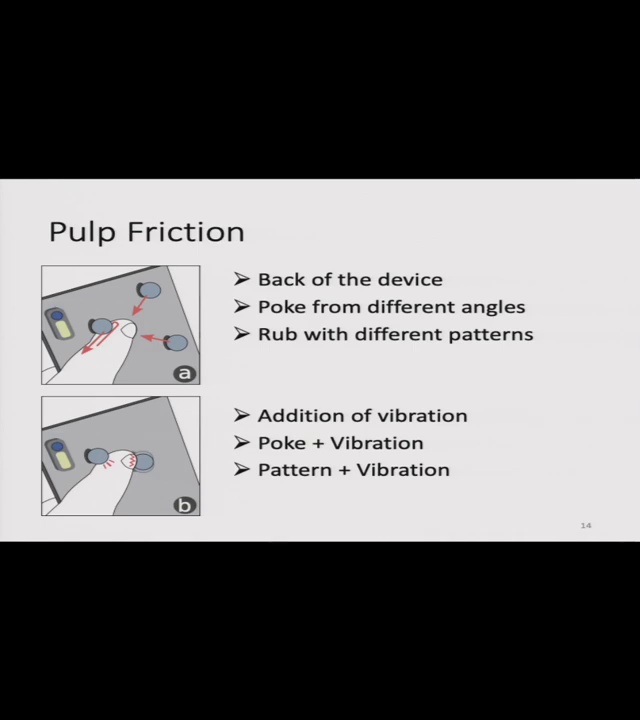 Pulp Friction
➢ Back of the device
➢ Poke from different angles
➢ Rub with different patterns
a
➢ Addition of vibration
➢ Poke + Vibration
➢ Pattern + Vibration
b
14